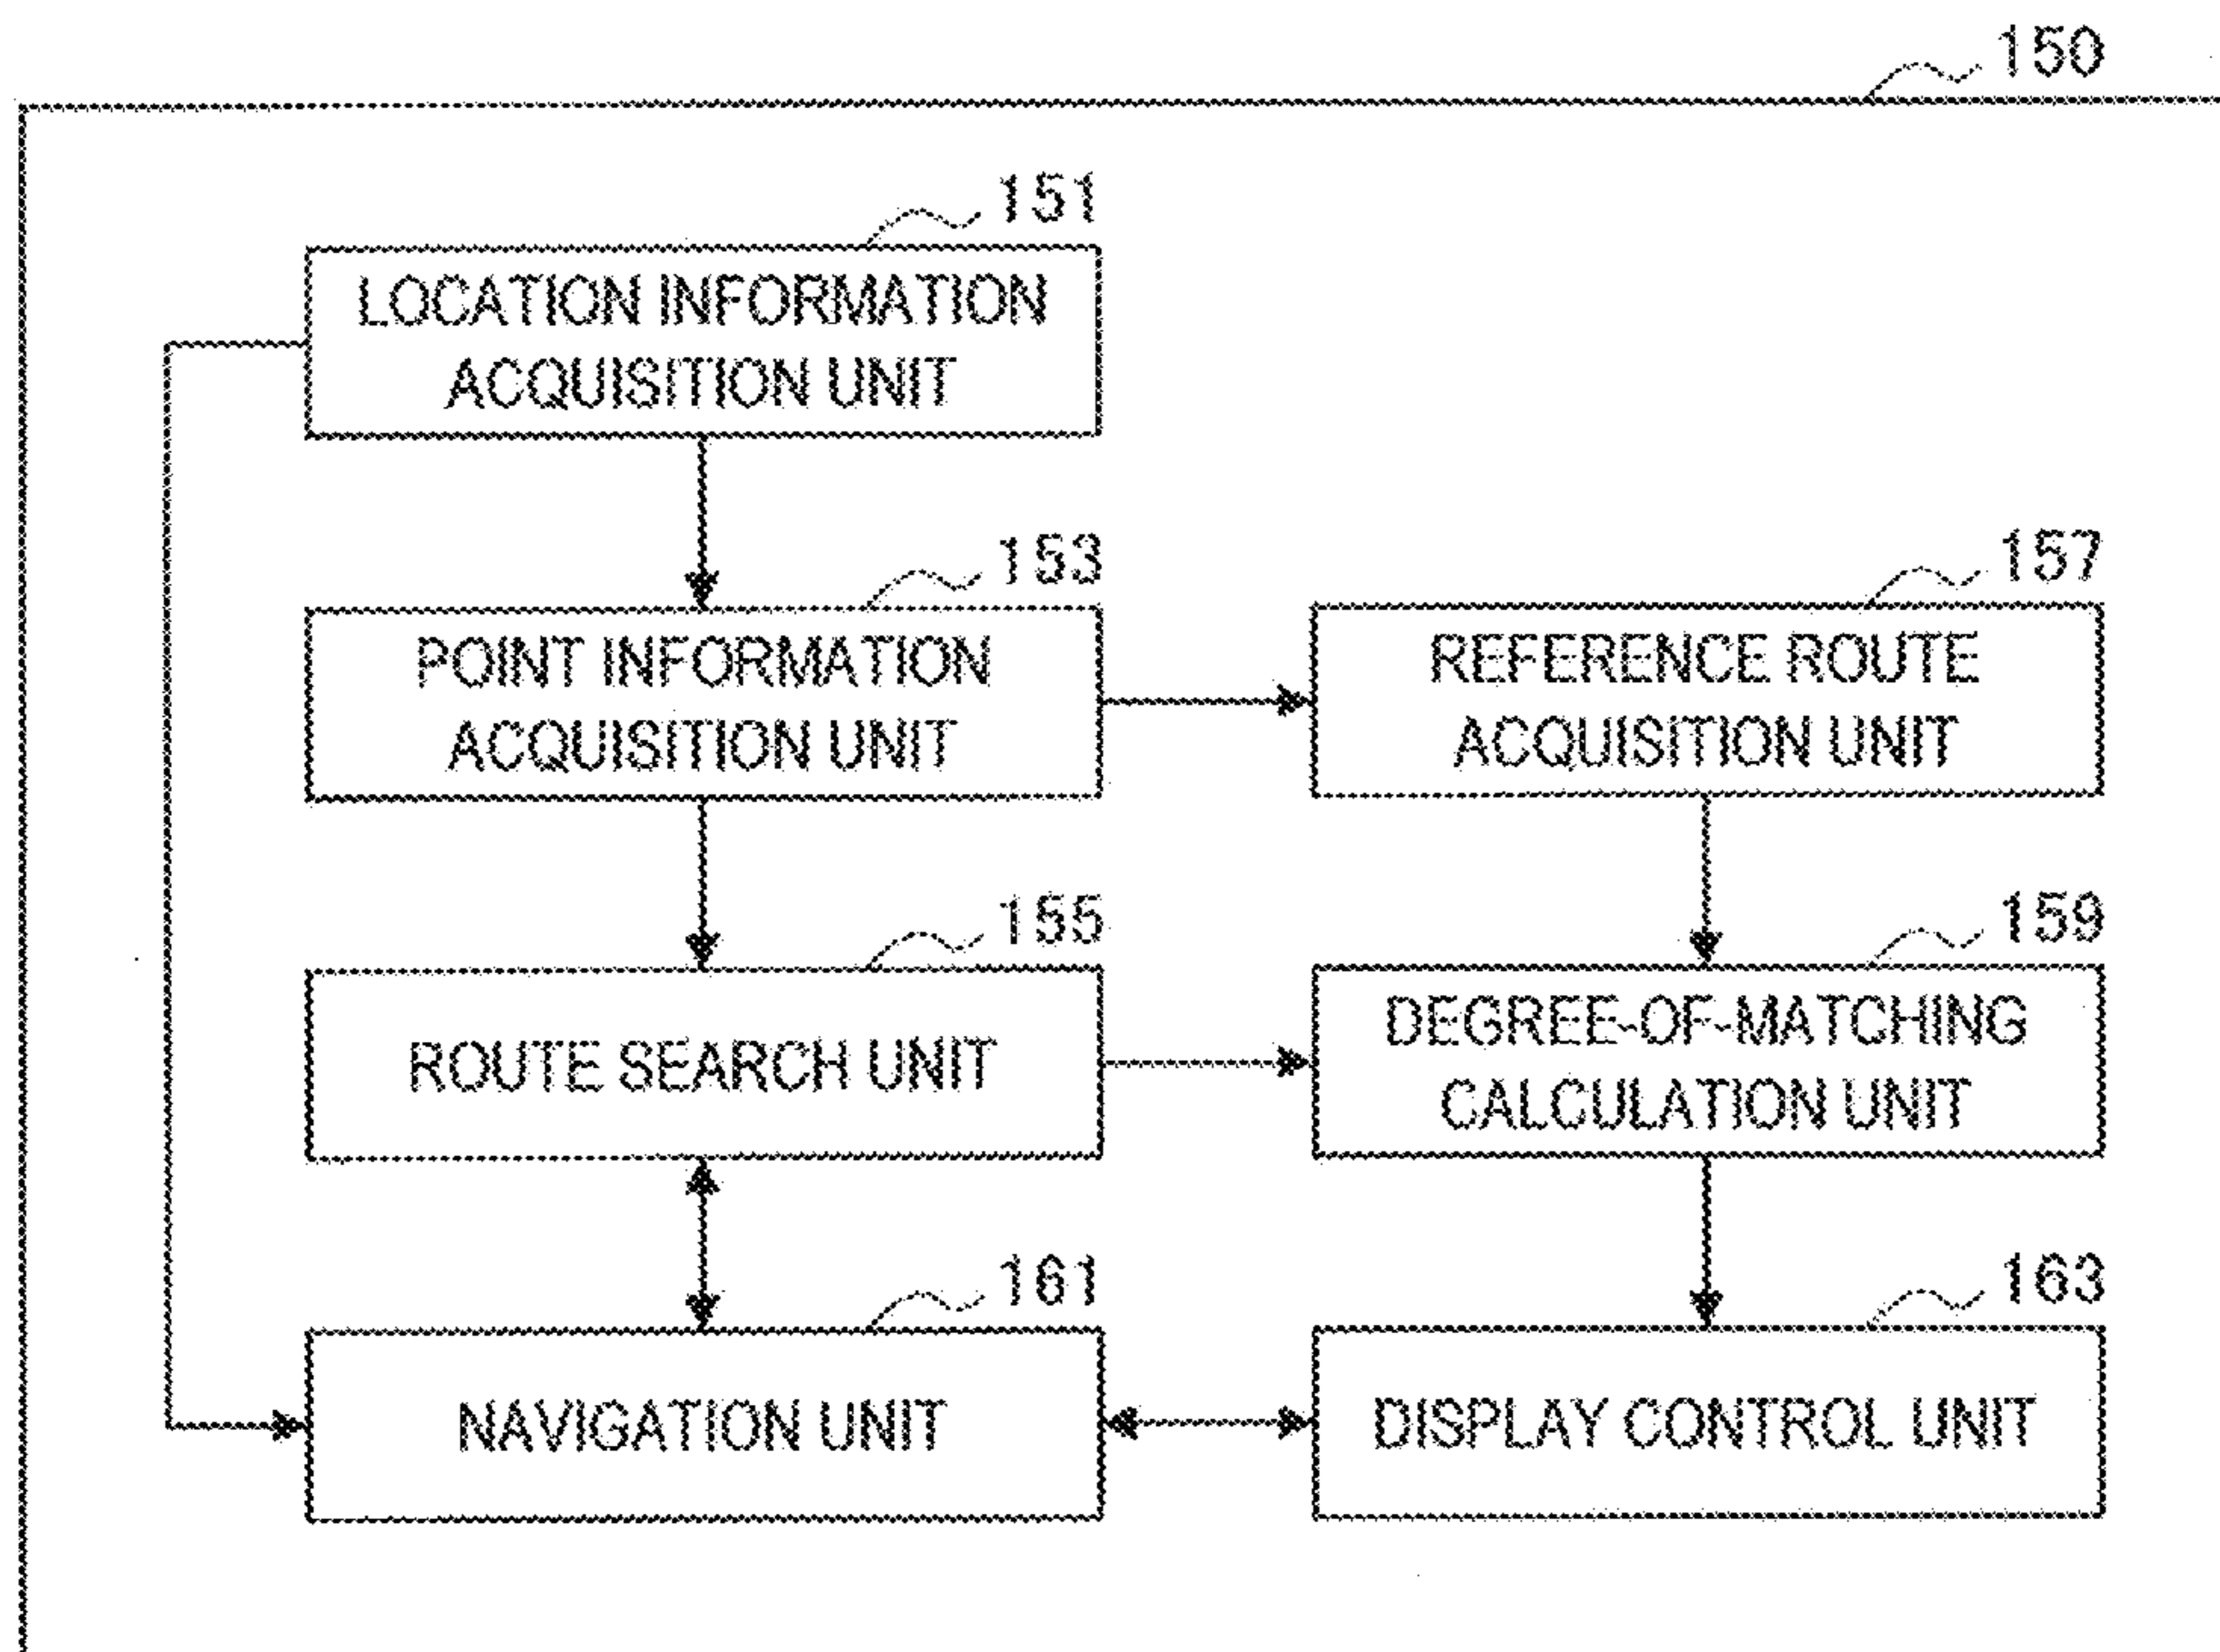 150
151
LOCATION INFORMATION
ACQUISITION UNIT
153
POINT INFORMATION
ACQUISITION UNIT
157
REFERENCE ROUTE
ACQUISITION UNIT
155
ROUTE SEARCH UNIT
159
DEGREE-OF-MATCHING
CALCULATION UNIT
161
NAVIGATION UNIT
163
DISPLAY CONTROL UNIT